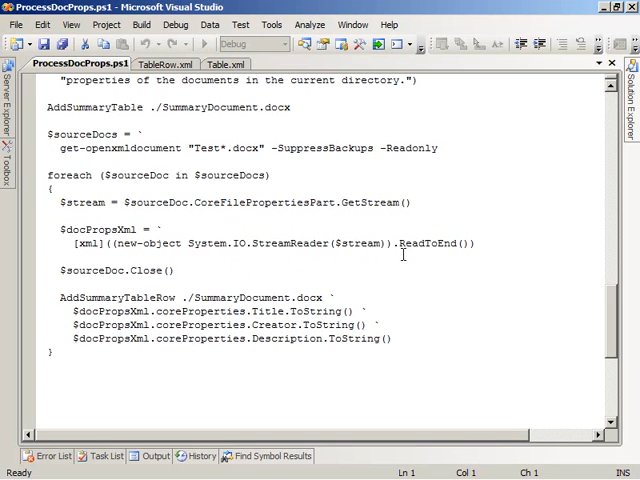 ProcessDocProps.ps1 - Microsoft Visual Studio
File Edit View Project Build Debug Data Test Tools Analyze Window Help
Debug
ProcessDocProps.ps1 TableRow.xml Table.xml
Server Explorer
Toolbox
Solution Explorer
"properties of the documents in the current directory.")
AddSummaryTable ./SummaryDocument.docx
$sourceDocs = `
get-openxmldocument "Test*.docx" -SuppressBackups -Readonly
foreach ($sourceDoc in $sourceDocs)
{
$stream = $sourceDoc.CoreFilePropertiesPart.GetStream()
$docPropsXml = `
[xml]((new-object System.IO.StreamReader($stream)).ReadToEnd())
$sourceDoc.Close()
AddSummaryTableRow ./SummaryDocument.docx `
$docPropsXml.coreProperties.Title.ToString() `
$docPropsXml.coreProperties.Creator.ToString() `
$docPropsXml.coreProperties.Description.ToString()
}
Error List Task List Output History Find Symbol Results
Ready Ln 1 Col 1 Ch 1 INS